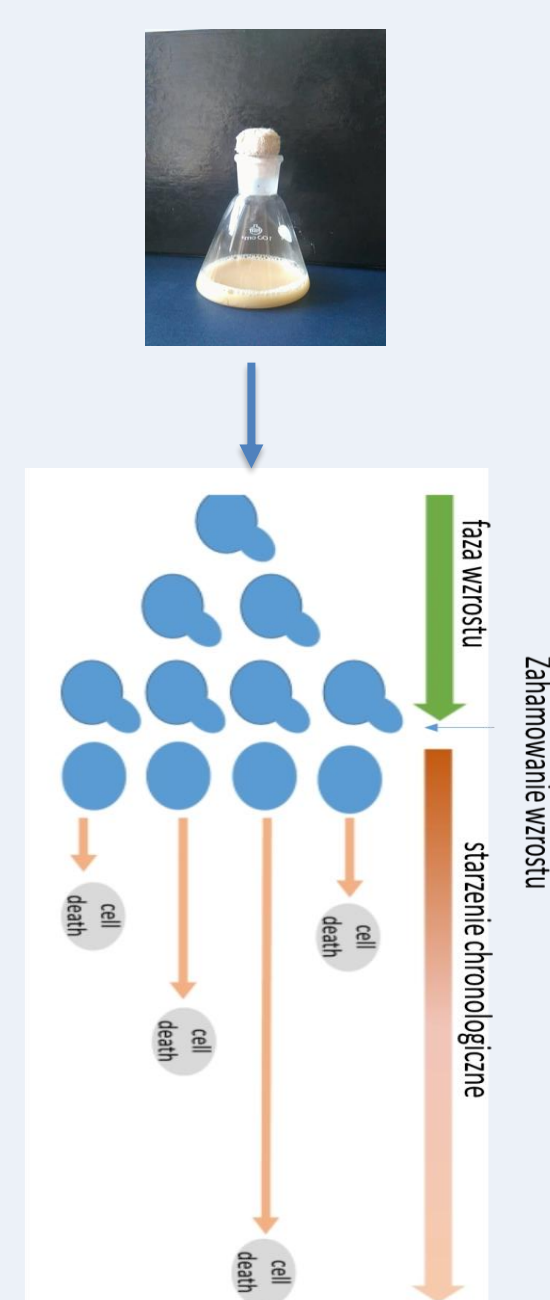 faza wzrostu
Zahamowanie wzrostu
starzenie chronologiczne
cell
death
cell
death
cell
death
cell
death